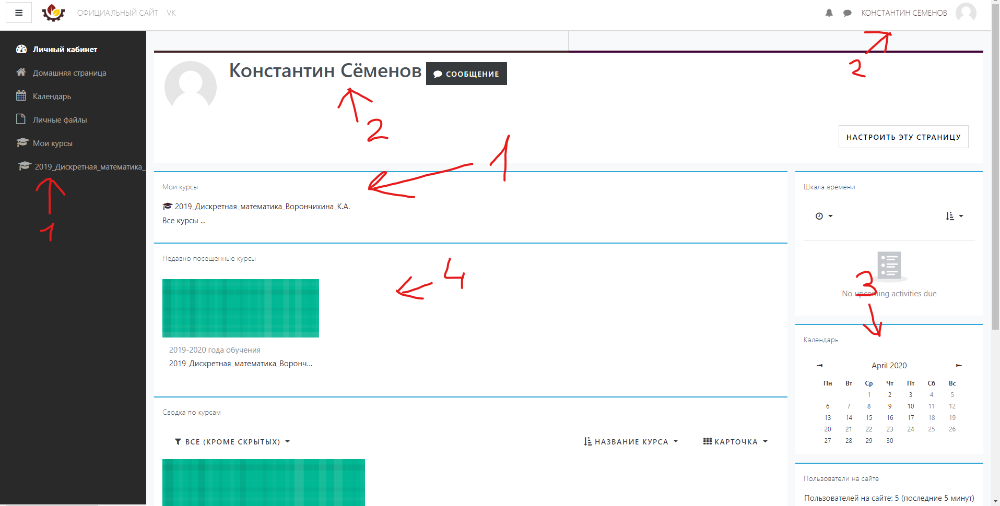 ОФИЦИАЛЬНЫЙ САЙТ VK
КОНСТАНТИН СЁМЕНОВ
Личный кабинет
Домашняя страница
Календарь
Личные файлы
Мои курсы
2019_Дискретная_математика_
1
Константин Сёменов
СООБЩЕНИЕ
2
2
НАСТРОИТЬ ЭТУ СТРАНИЦУ
1
Мои курсы
2019_Дискретная_математика_Ворончихина_К.А.
Все курсы ...
Недавно посещенные курсы
4
2019-2020 года обучения
2019_Дискретная_математика_Воронч...
Сводка по курсам
ВСЕ (КРОМЕ СКРЫТЫХ)
НАЗВАНИЕ КУРСА
КАРТОЧКА
Шкала времени
3
No upcoming activities due
Календарь
April 2020
Пн Вт Ср Чт Пт Сб Вс
1 2 3 4 5
6 7 8 9 10 11 12
13 14 15 16 17 18 19
20 21 22 23 24 25 26
27 28 29 30
Пользователи на сайте
Пользователей на сайте: 5 (последние 5 минут)